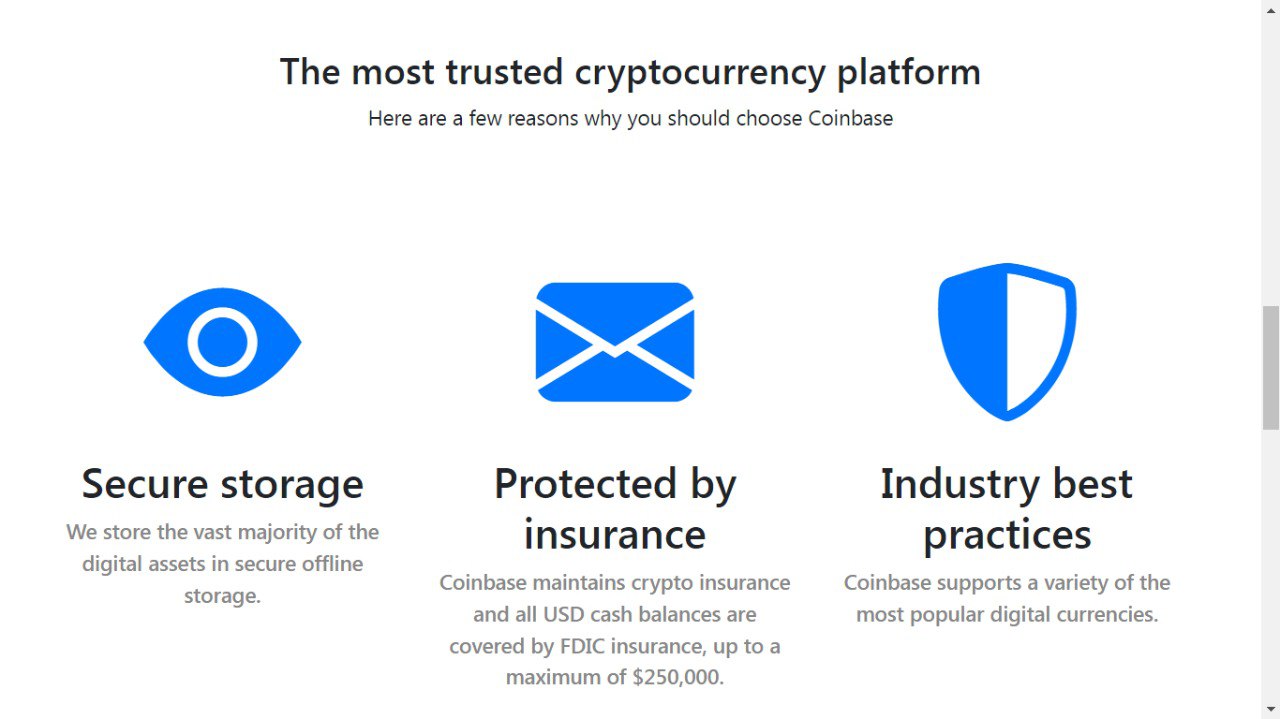 The most trusted cryptocurrency platform
Here are a few reasons why you should choose Coinbase
Secure storage
We store the vast majority of the
digital assets in secure offline
storage.
Protected by
insurance
Coinbase maintains crypto insurance
and all USD cash balances are
covered by FDIC insurance, up to a
maximum of $250,000.
Industry best
practices
Coinbase supports a variety of the
most popular digital currencies.